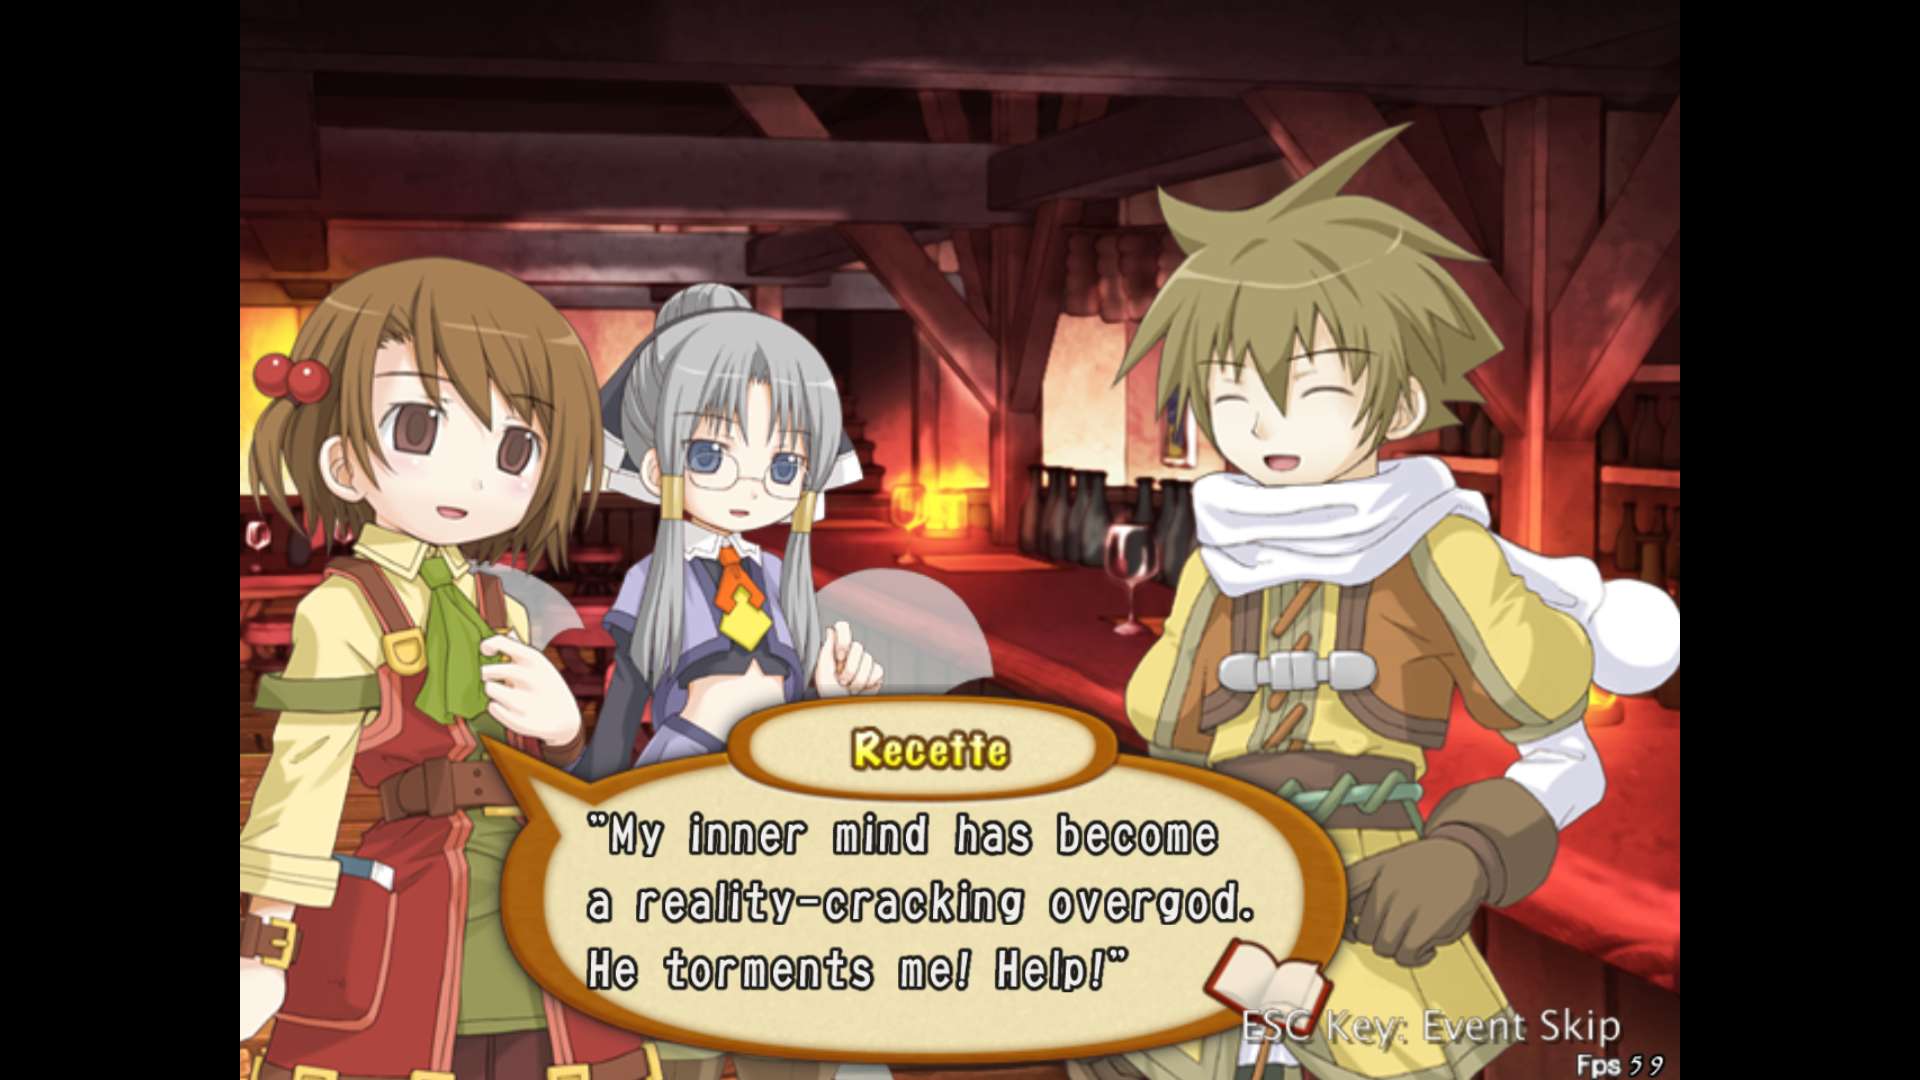 Recette
"My inner mind has become
a reality-cracking overgod.
He torments me! Help!"
ESC Key: Event Skip
Fps 59